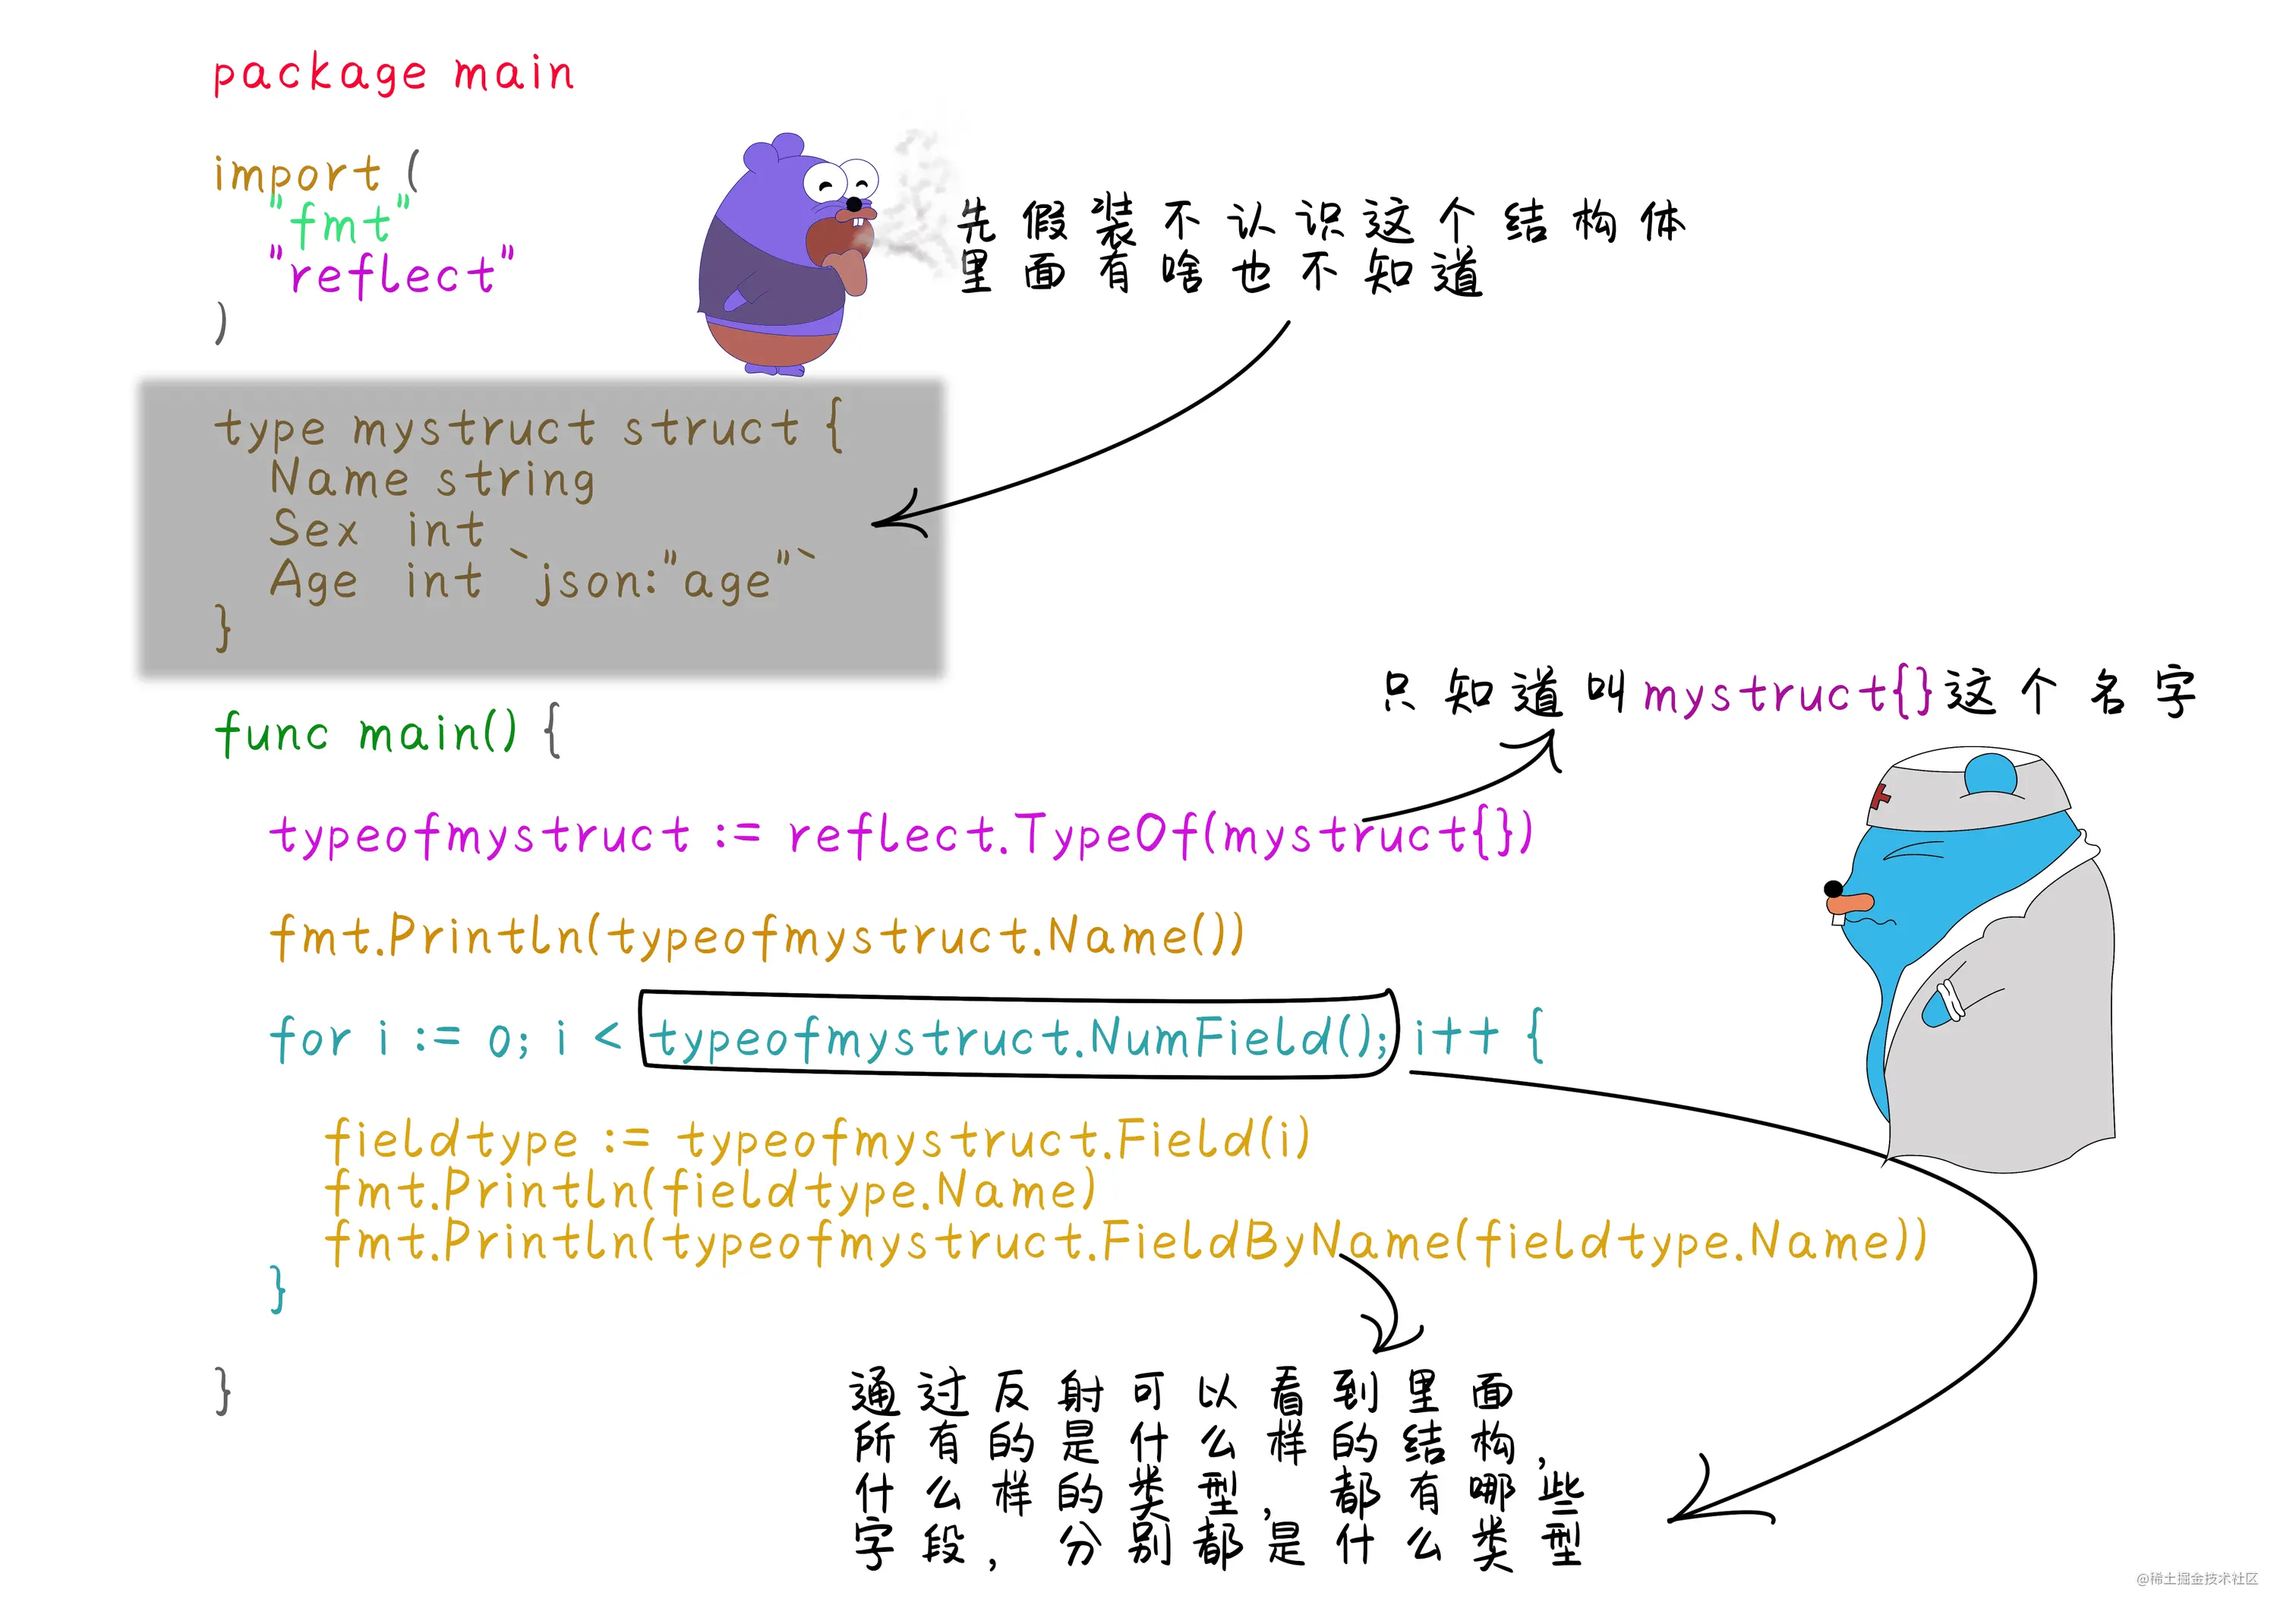 package main
import (
"fmt"
"reflect"
)
先假装不认识这个结构体
里面有啥也不知道
type mystruct struct {
Name string
Sex int
Age int `json:"age"`
}
只知道叫mystruct{}这个名字
func main() {
typeofmystruct := reflect.TypeOf(mystruct{})
fmt.Println(typeofmystruct.Name())
for i := 0; i < typeofmystruct.NumField(); i++ {
fieldtype := typeofmystruct.Field(i)
fmt.Println(fieldtype.Name)
fmt.Println(typeofmystruct.FieldByName(fieldtype.Name))
}
}
通过反射可以看到里面
所有的是什么样的结构,
什么样的类型,都有哪些
字段,分别都是什么类型
@稀土掘金技术社区